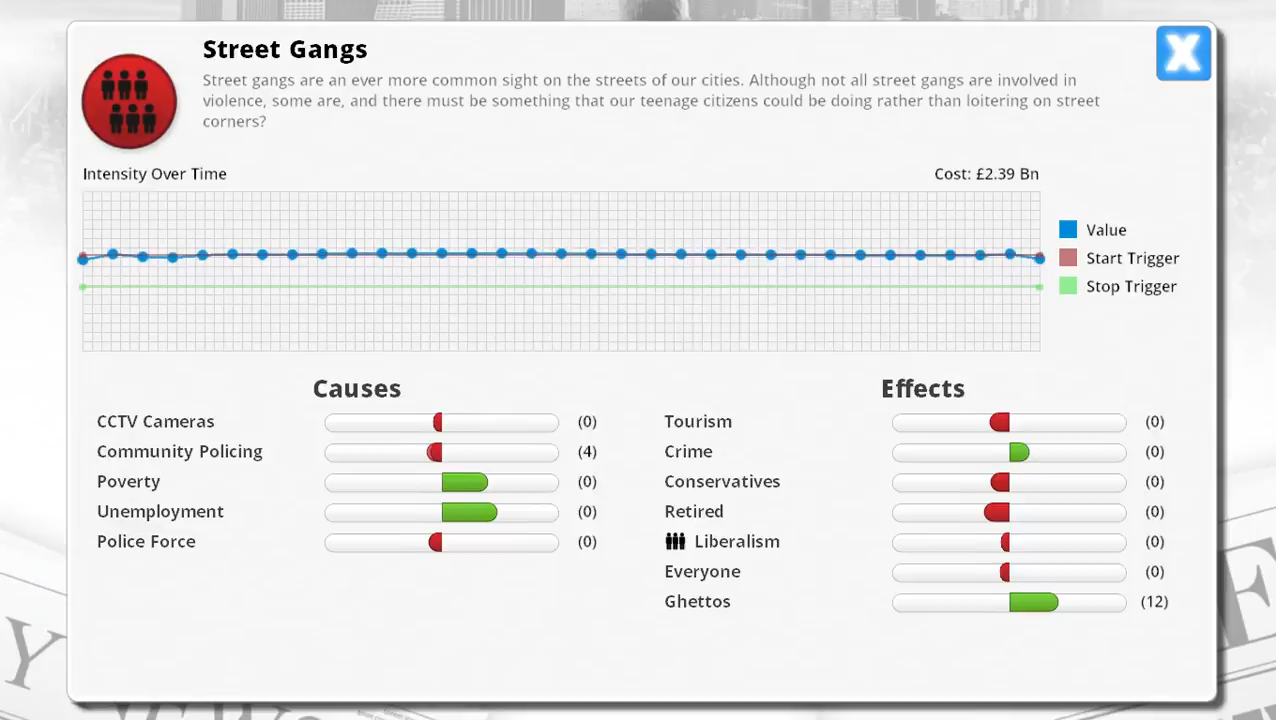 Street Gangs
Street gangs are an ever more common sight on the streets of our cities. Although not all street gangs are involved in
violence, some are, and there must be something that our teenage citizens could be doing rather than loitering on street
corners?
Intensity Over Time
Cost: £2.39 Bn
Value
Start Trigger
Stop Trigger
Causes
CCTV Cameras (0)
Community Policing (4)
Poverty (0)
Unemployment (0)
Police Force (0)
Effects
Tourism (0)
Crime (0)
Conservatives (0)
Retired (0)
Liberalism (0)
Everyone (0)
Ghettos (12)